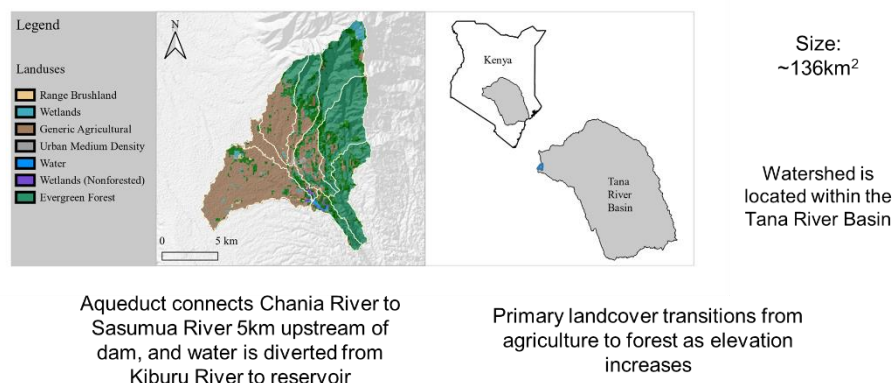 Legend
Landuses
Range Brushland
Wetlands
Generic Agricultural
Urban Medium Density
Water
Wetlands (Nonforested)
Evergreen Forest
N
0 5 km
Kenya
Tana
River
Basin
Size:
~136km²
Watershed is
located within the
Tana River Basin
Aqueduct connects Chania River to
Sasumua River 5km upstream of
dam, and water is diverted from
Kiburu River to reservoir
Primary landcover transitions from
agriculture to forest as elevation
increases